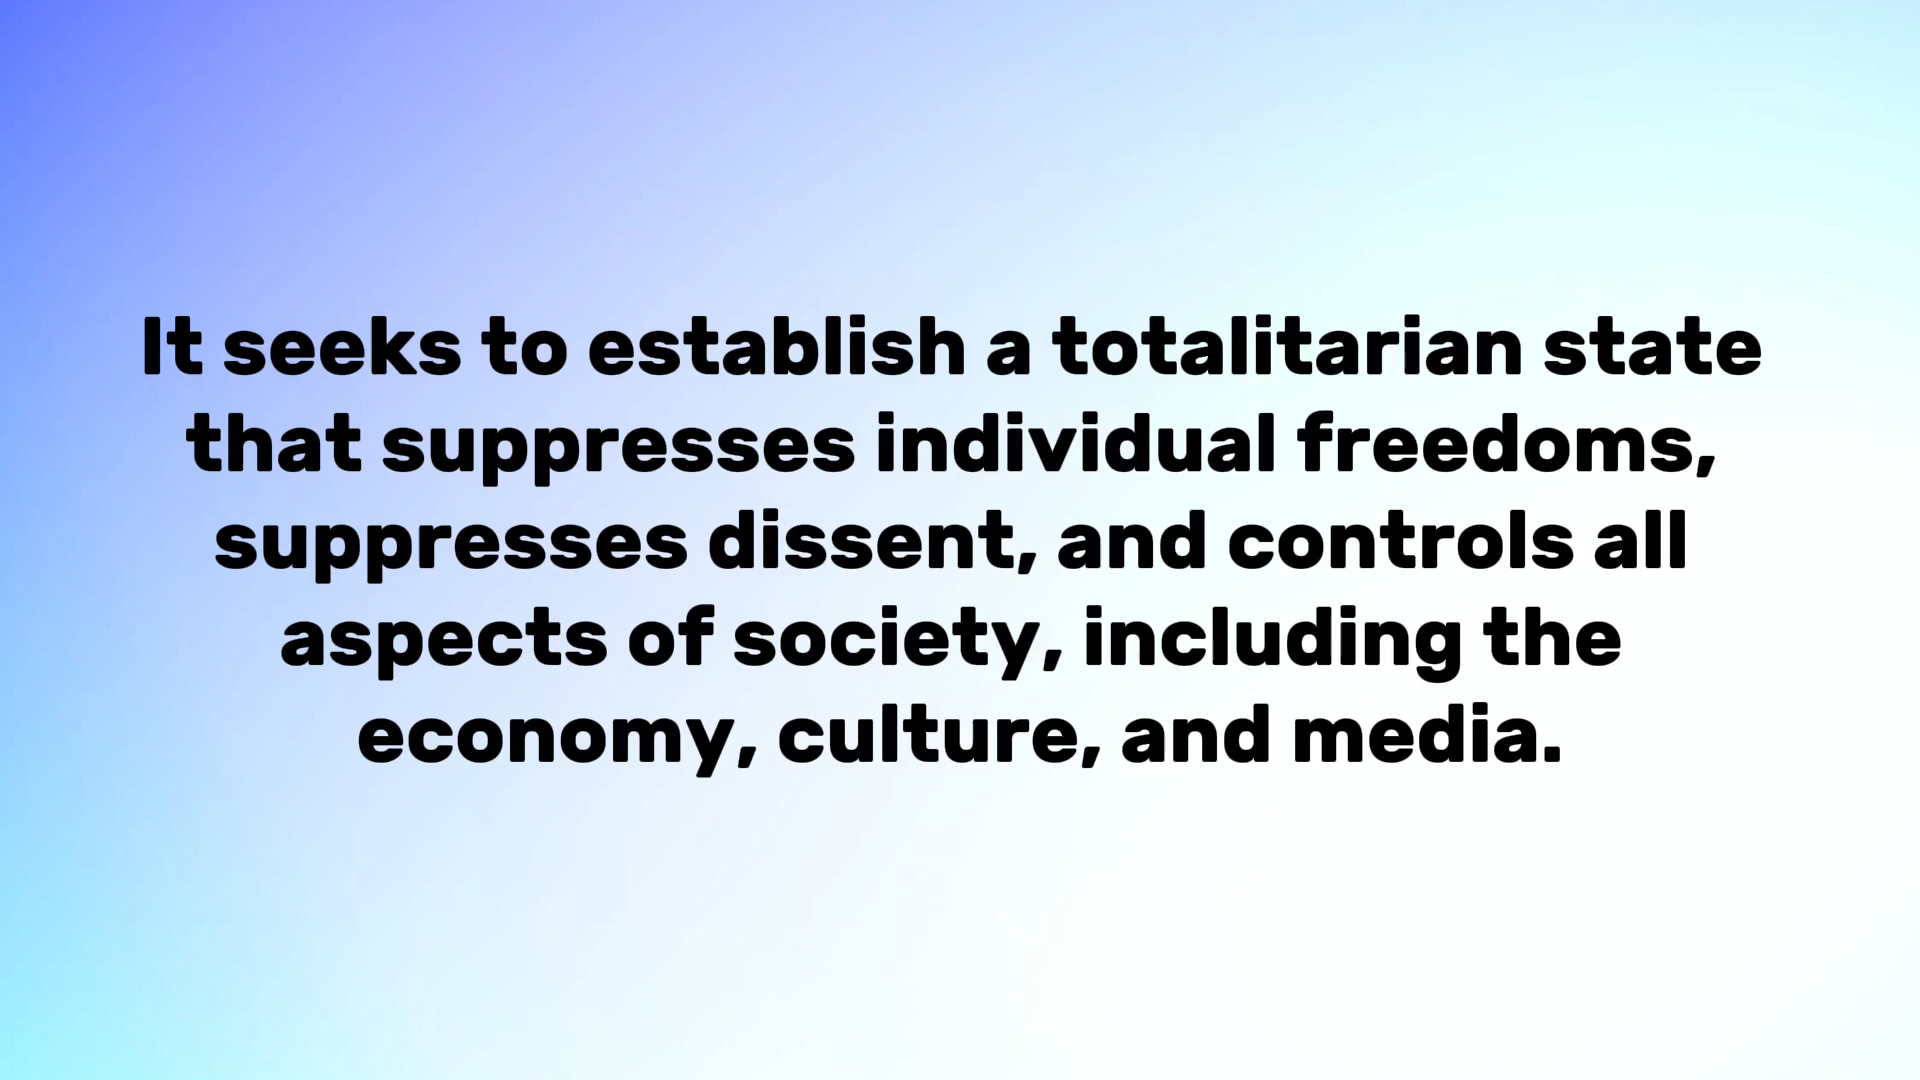 It seeks to establish a totalitarian state
that suppresses individual freedoms,
suppresses dissent, and controls all
aspects of society, including the
economy, culture, and media.